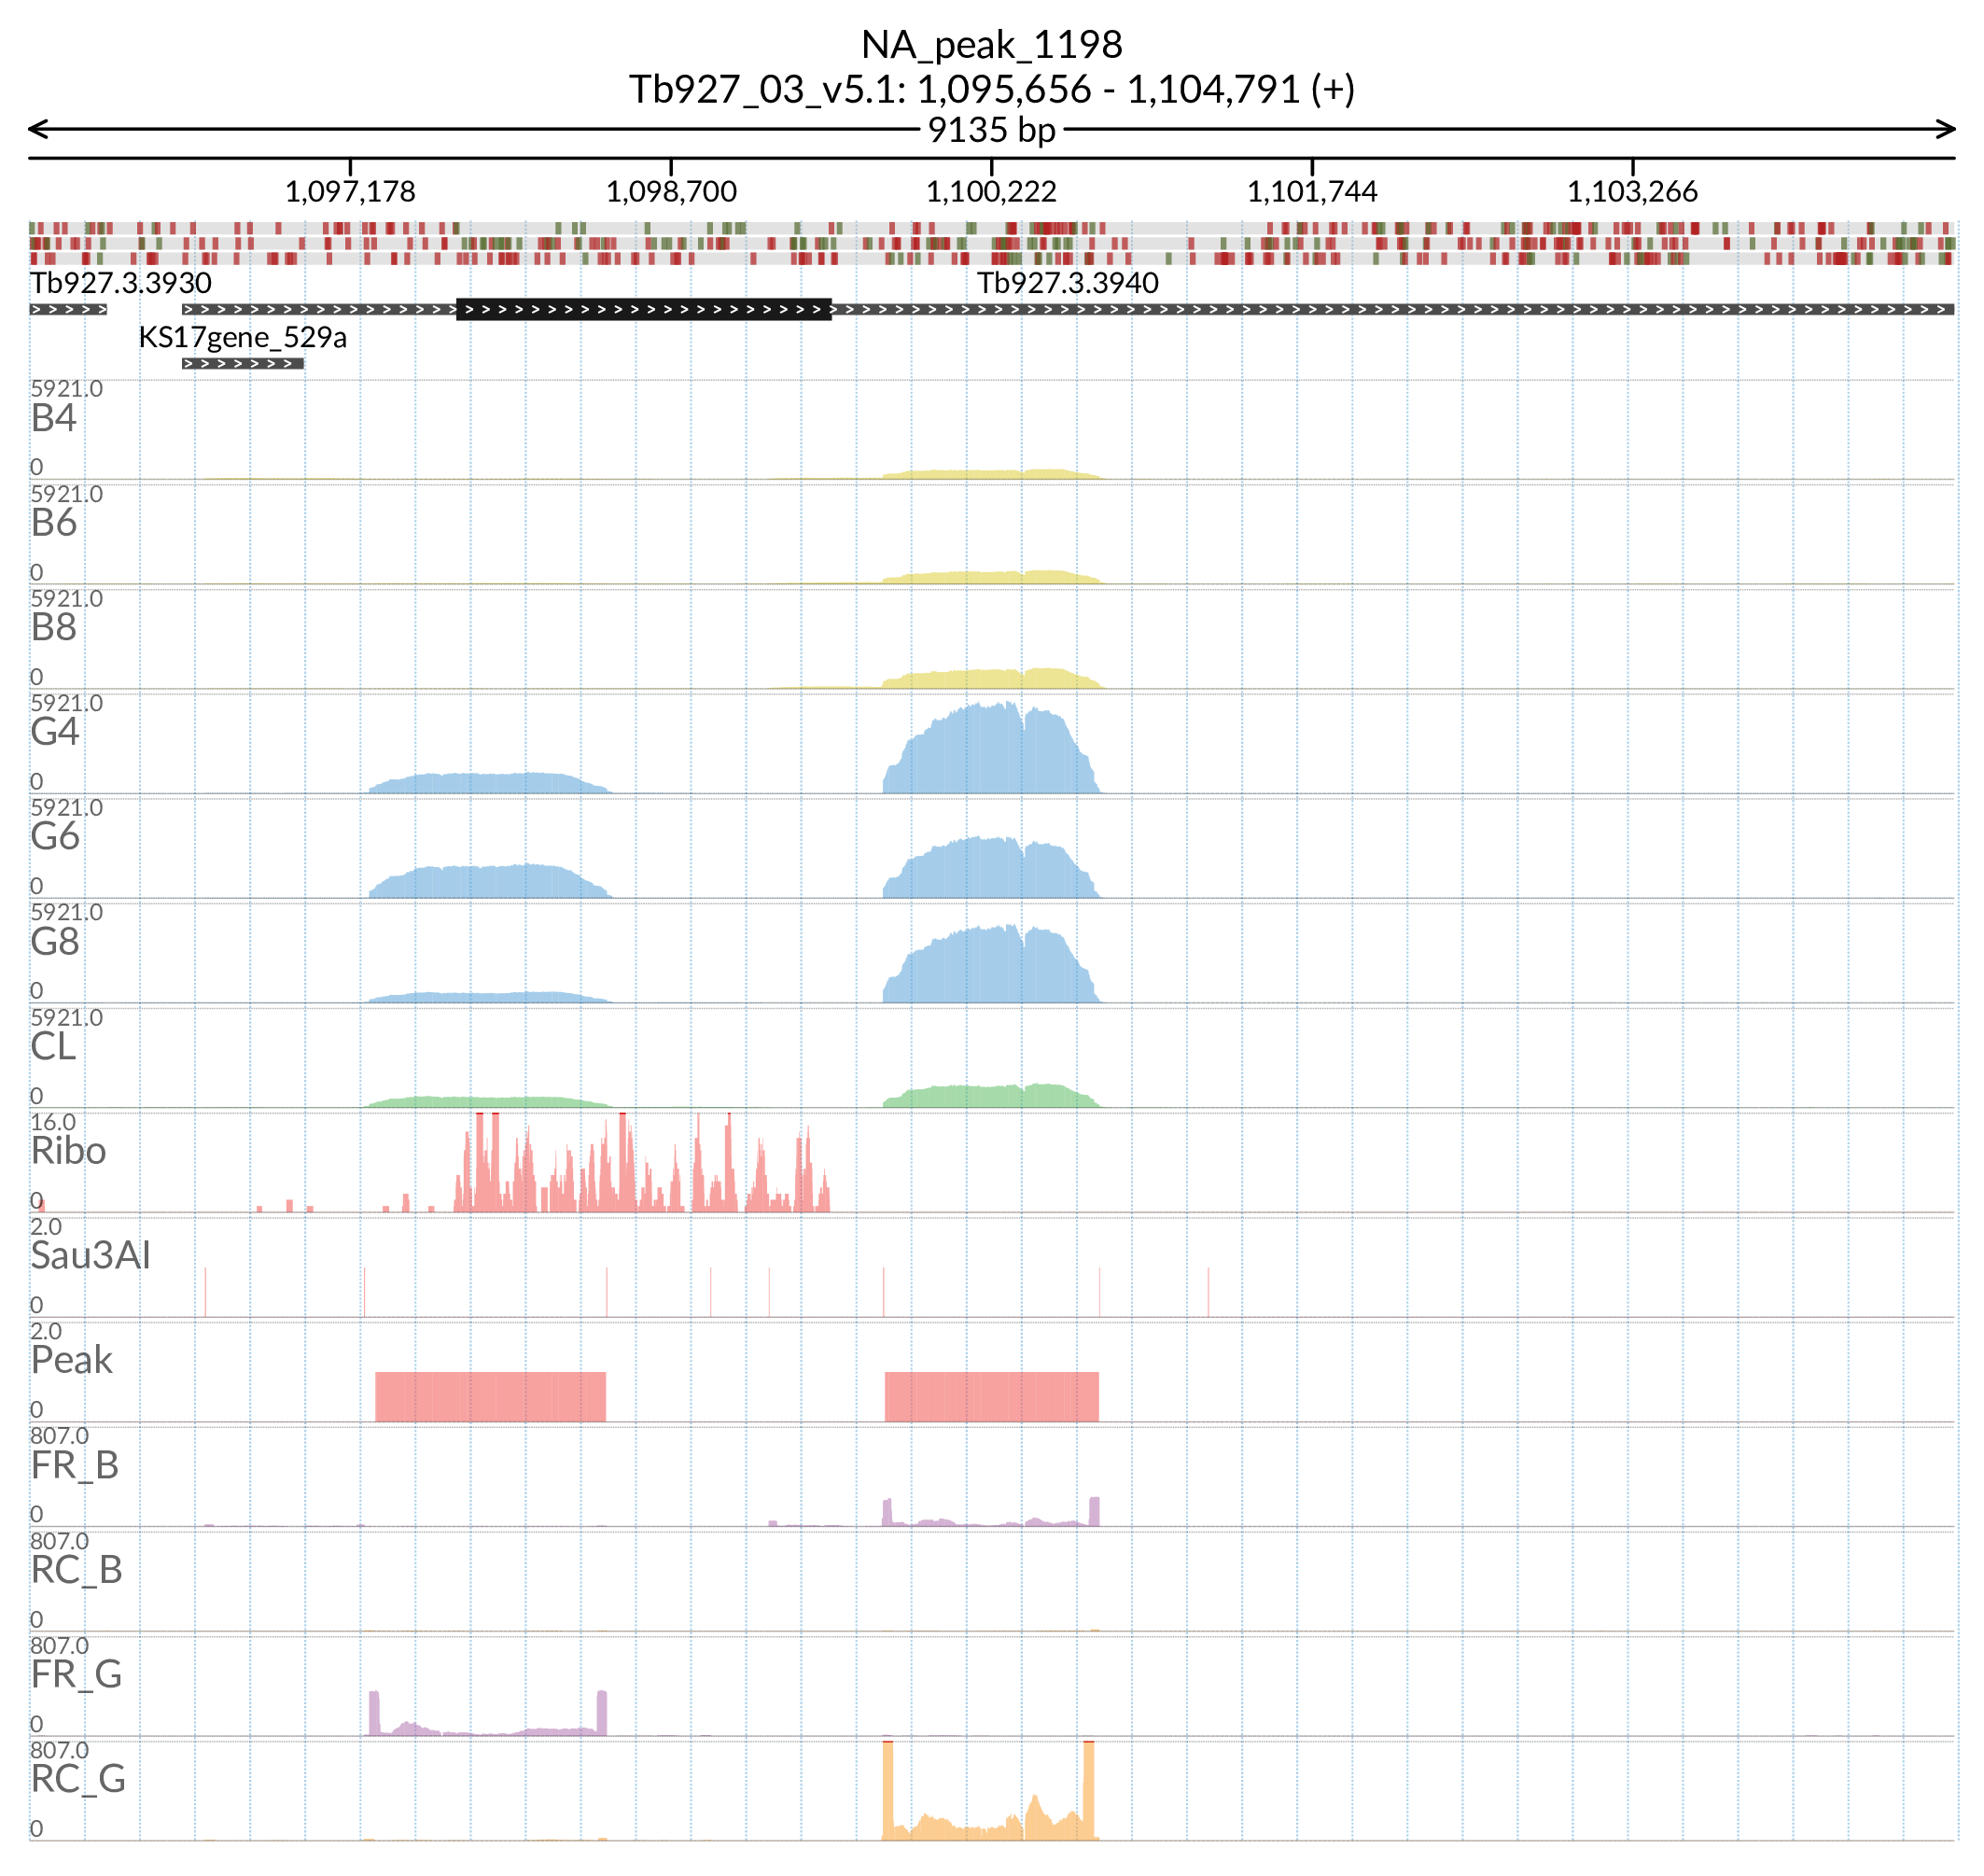 NA_peak_1198
Tb927_03_v5.1: 1,095,656 - 1,104,791 (+)
9135 bp
1,097,178 1,098,700 1,100,222 1,101,744 1,103,266
Tb927.3.3930 Tb927.3.3940
KS17gene_529a
5921.0
B4
0
5921.0
B6
0
5921.0
B8
0
5921.0
G4
0
5921.0
G6
0
5921.0
G8
0
5921.0
CL
0
16.0
Ribo
0
2.0
Sau3AI
0
2.0
Peak
0
807.0
FR_B
0
807.0
RC_B
0
807.0
FR_G
0
807.0
RC_G
0